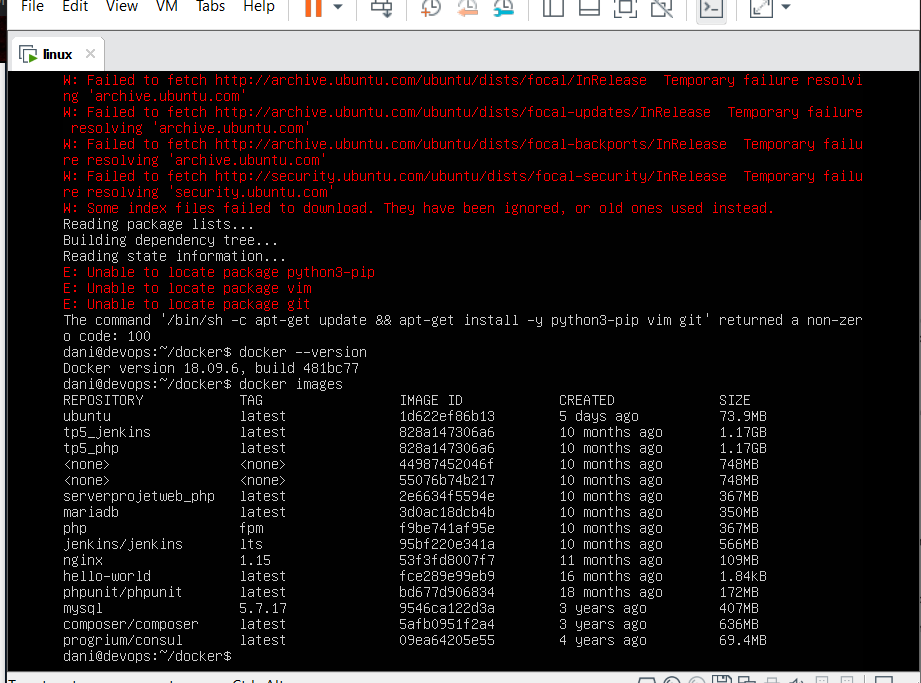 File Edit View VM Tabs Help
linux
W: Failed to fetch http://archive.ubuntu.com/ubuntu/dists/focal/InRelease  Temporary failure resolvi
ng 'archive.ubuntu.com'
W: Failed to fetch http://archive.ubuntu.com/ubuntu/dists/focal-updates/InRelease  Temporary failure
 resolving 'archive.ubuntu.com'
W: Failed to fetch http://archive.ubuntu.com/ubuntu/dists/focal-backports/InRelease  Temporary failu
re resolving 'archive.ubuntu.com'
W: Failed to fetch http://security.ubuntu.com/ubuntu/dists/focal-security/InRelease  Temporary failu
re resolving 'security.ubuntu.com'
W: Some index files failed to download. They have been ignored, or old ones used instead.
Reading package lists...
Building dependency tree...
Reading state information...
E: Unable to locate package python3-pip
E: Unable to locate package vim
E: Unable to locate package git
The command '/bin/sh -c apt-get update && apt-get install -y python3-pip vim git' returned a non-zer
o code: 100
dani@devops:~/docker$ docker --version
Docker version 18.09.6, build 481bc77
dani@devops:~/docker$ docker images
REPOSITORY TAG IMAGE ID CREATED SIZE
ubuntu latest 1d622ef86b13 5 days ago 73.9MB
tp5_jenkins latest 828a147306a6 10 months ago 1.17GB
tp5_php latest 828a147306a6 10 months ago 1.17GB
<none> <none> 44987452046f 10 months ago 748MB
<none> <none> 55076b74b217 10 months ago 748MB
serverprojetweb_php latest 2e6634f5594e 10 months ago 367MB
mariadb latest 3d0ac18dcb4b 10 months ago 350MB
php fpm f9be741af95e 10 months ago 367MB
jenkins/jenkins lts 95bf220e341a 10 months ago 566MB
nginx 1.15 53f3fd8007f7 11 months ago 109MB
hello-world latest fce289e99eb9 16 months ago 1.84kB
phpunit/phpunit latest bd677d906834 18 months ago 172MB
mysql 5.7.17 9546ca122d3a 3 years ago 407MB
composer/composer latest 5afb0951f2a4 3 years ago 636MB
progrium/consul latest 09ea64205e55 4 years ago 69.4MB
dani@devops:~/docker$